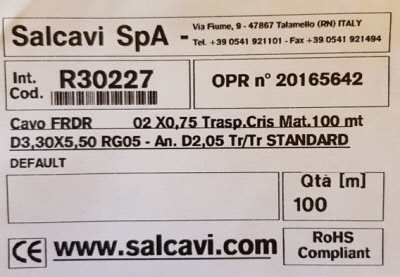 Salcavi SpA - Via Fiume, 9 - 47867 Talamello (RN) ITALY
Tel. +39 0541 921101 - Fax +39 0541 921494
Int. Cod. R30227
OPR n° 20165642
Cavo FRDR 02 X0,75 Trasp.Cris Mat.100 mt
D3,30X5,50 RG05 - An. D2,05 Tr/Tr STANDARD
DEFAULT
Qtà [m]
100
CE www.salcavi.com
RoHS
Compliant